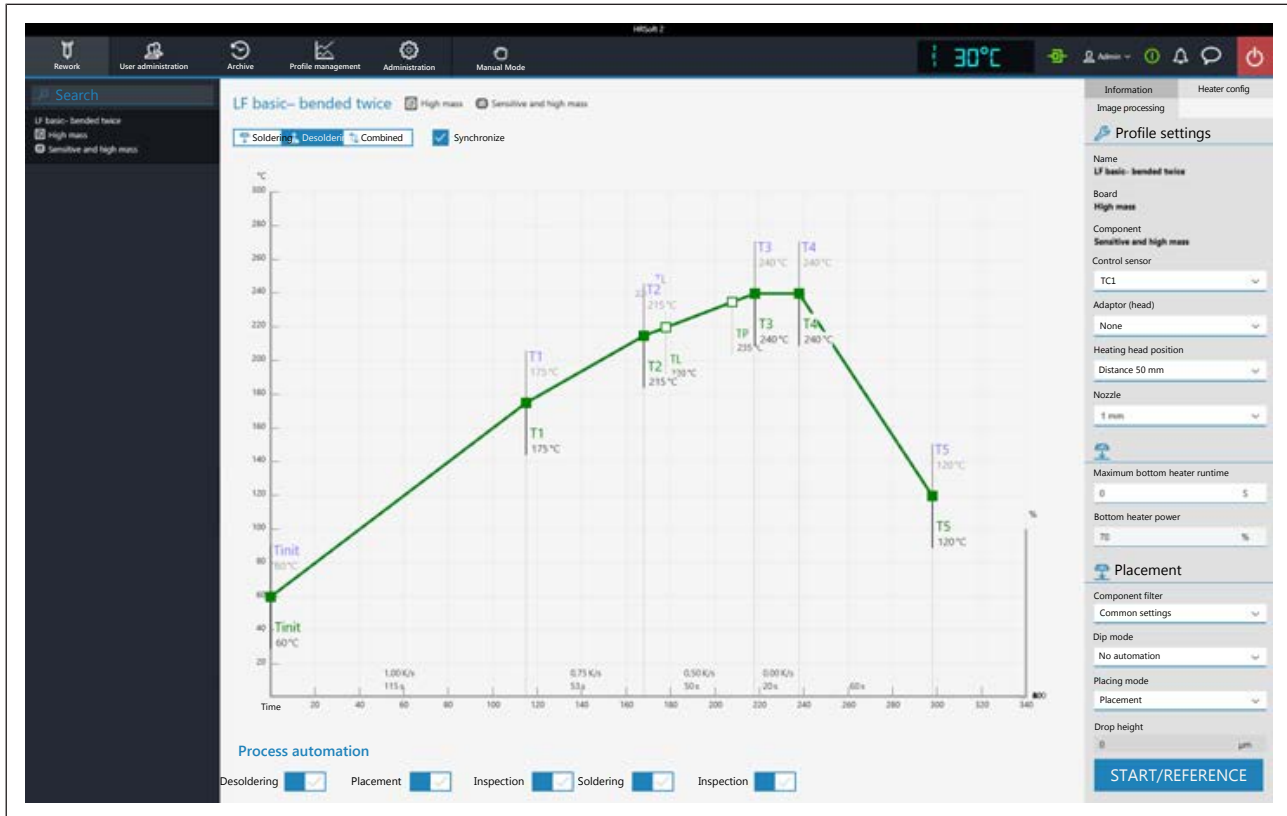 HRSoft 2
Rework User administration Archive Profile management Administration Manual Mode
30°C
Admin
Search
LF basic- bended twice
High mass
Sensitive and high mass
LF basic– bended twice High mass Sensitive and high mass
Soldering Desolderi Combined Synchronize
°C
300
280
260
240
220
200
180
160
140
120
100
80
60
40
20
Tinit
60°C
Tinit
60°C
T1
175°C
T1
175°C
TL
T2
215°C
T2
215°C
TL
TP
235°C
T3
240°C
T3
240°C
T4
240°C
T4
240°C
T5
120°C
T5
120°C
%
1.00 K/s 0.75 K/s 0.50 K/s 0.00 K/s
115 s 53 s 50 s 20 s 60 s
Time 20 40 60 80 100 120 140 160 180 200 220 240 260 280 300 320 340
Process automation
Desoldering Placement Inspection Soldering Inspection
Information Heater config
Image processing
Profile settings
Name
LF basic- bended twice
Board
High mass
Component
Sensitive and high mass
Control sensor
TC1
Adaptor (head)
None
Heating head position
Distance 50 mm
Nozzle
1 mm
Maximum bottom heater runtime
0 S
Bottom heater power
70 %
Placement
Component filter
Common settings
Dip mode
No automation
Placing mode
Placement
Drop height
0 µm
START/REFERENCE